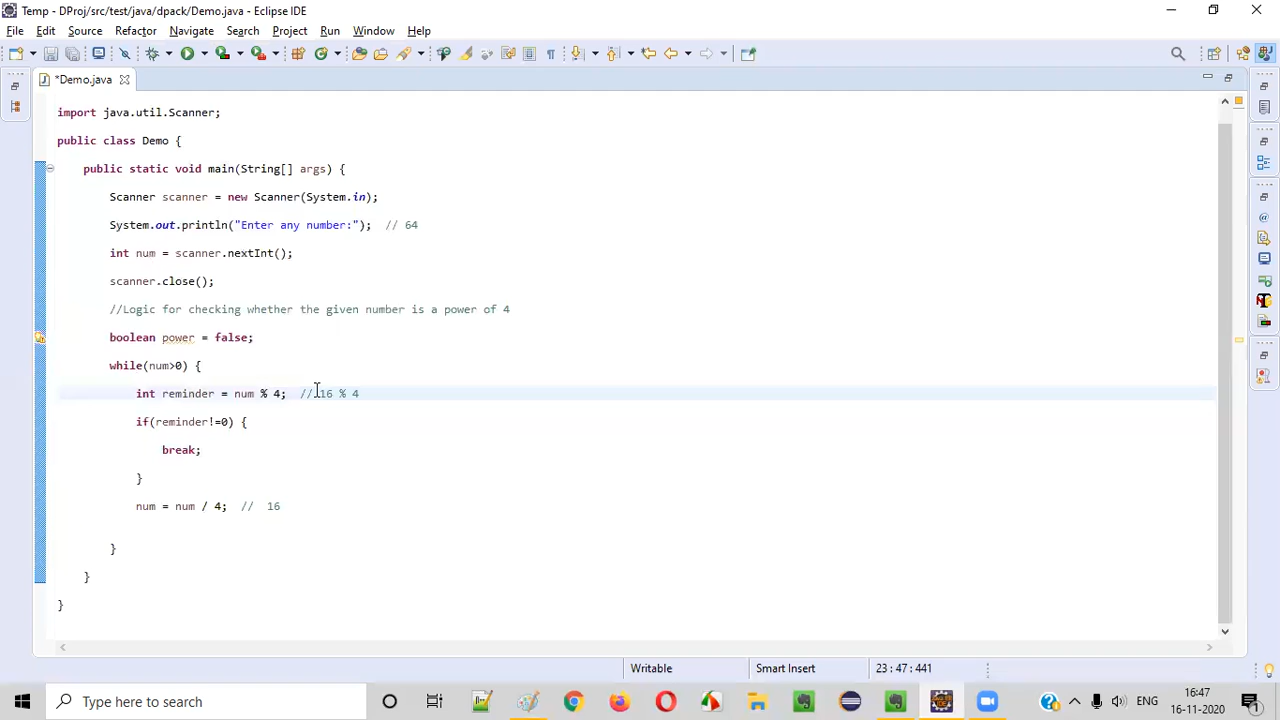 Temp - DProj/src/test/java/dpack/Demo.java - Eclipse IDE
File Edit Source Refactor Navigate Search Project Run Window Help
*Demo.java
import java.util.Scanner;
public class Demo {
public static void main(String[] args) {
Scanner scanner = new Scanner(System.in);
System.out.println("Enter any number:"); // 64
int num = scanner.nextInt();
scanner.close();
//Logic for checking whether the given number is a power of 4
boolean power = false;
while(num>0) {
int reminder = num % 4; // 16 % 4
if(reminder!=0) {
break;
}
num = num / 4; // 16
}
}
}
Writable Smart Insert 23 : 47 : 441
Type here to search
ENG
16:47
16-11-2020